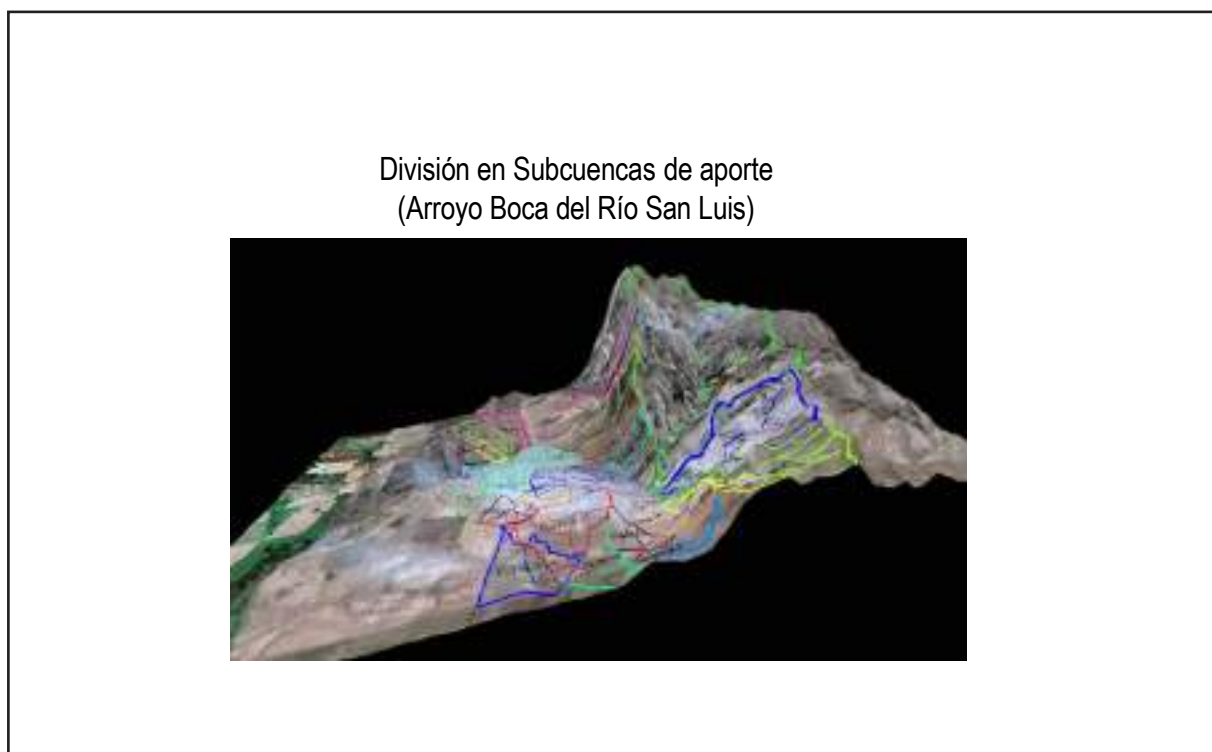 División en Subcuencas de aporte
(Arroyo Boca del Río San Luis)